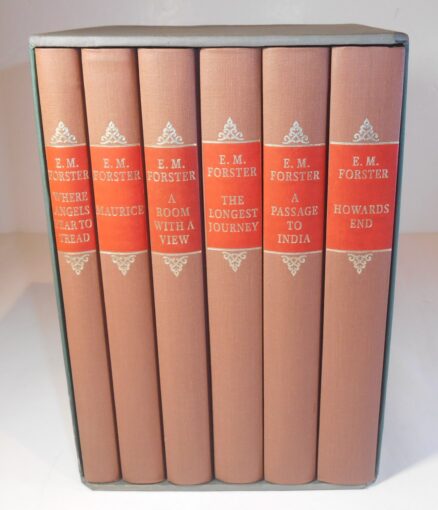 E. M.
FORSTER
WHERE
ANGELS
FEAR TO
TREAD
E. M.
FORSTER
MAURICE
E. M.
FORSTER
A
ROOM
WITH A
VIEW
E. M.
FORSTER
THE
LONGEST
JOURNEY
E. M.
FORSTER
A
PASSAGE
TO
INDIA
E. M.
FORSTER
HOWARDS
END